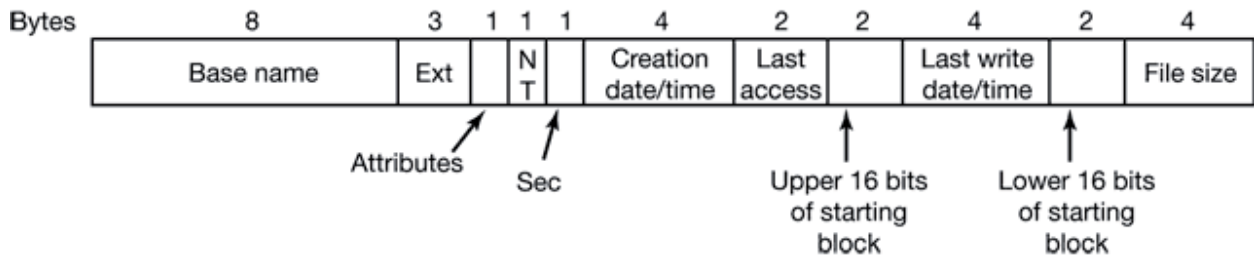 Bytes 8 3 1 1 1 4 2 2 4 2 4
Base name Ext N T Creation date/time Last access Last write date/time File size
Attributes
Sec
Upper 16 bits of starting block
Lower 16 bits of starting block